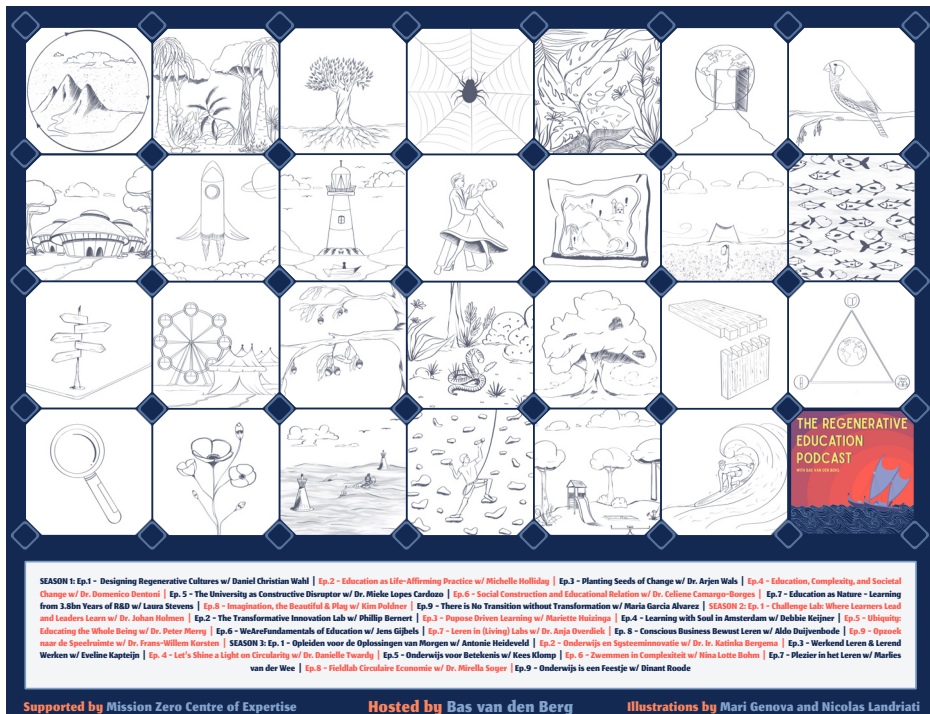 THE REGENERATIVE
EDUCATION
PODCAST
WITH BAS VAN DEN BERG
SEASON 1: Ep.1 - Designing Regenerative Cultures w/ Daniel Christian Wahl | Ep.2 - Education as Life-Affirming Practice w/ Michelle Holliday | Ep.3 - Planting Seeds of Change w/ Dr. Arjen Wals | Ep.4 - Education, Complexity, and Societal
Change w/ Dr. Domenico Dentoni | Ep. 5 - The University as Constructive Disruptor w/ Dr. Mieke Lopes Cardozo | Ep.6 - Social Construction and Educational Relation w/ Dr. Celiene Camargo-Borges | Ep.7 - Education as Nature - Learning
from 3.8bn Years of R&D w/ Laura Stevens | Ep.8 - Imagination, the Beautiful & Play w/ Kim Poldner | Ep.9 - There is No Transition without Transformation w/ Maria Garcia Alvarez | SEASON 2: Ep. 1 - Challenge Lab: Where Learners Lead
and Leaders Learn w/ Dr. Johan Holmen | Ep.2 - The Transformative Innovation Lab w/ Phillip Bernert | Ep.3 - Pupose Driven Learning w/ Mariette Huizinga | Ep.4 - Learning with Soul in Amsterdam w/ Debbie Keijner | Ep.5- Ubiquity:
Educating the Whole Being w/ Dr. Peter Merry | Ep.6 - WeAreFundamentals of Education w/ Jens Gijbels | Ep.7 - Leren in (Living) Labs w/ Dr. Anja Overdiek | Ep. 8 - Conscious Business Bewust Leren w/ Aldo Duijvenbode | Ep.9 - Opzoek
naar de Speelruimte w/ Dr. Frans-Willem Korsten | SEASON 3: Ep. 1 - Opleiden voor de Oplossingen van Morgen w/ Antonie Heideveld | Ep.2 - Onderwijs en Systeeminnovatie w/ Dr. Ir. Katinka Bergema | Ep.3 - Werkend Leren & Lerend
Werken w/ Eveline Kapteijn | Ep. 4 - Let's Shine a Light on Circularity w/ Dr. Danielle Twardy | Ep.5 - Onderwijs voor Betekenis w/ Kees Klomp | Ep. 6 - Zwemmen in Complexiteit w/ Nina Lotte Bohm | Ep.7 - Plezier in het Leren w/ Marlies
van der Wee | Ep.8 - Fieldlab Circulaire Economie w/ Dr. Mirella Soyer | Ep.9 - Onderwijs is een Feestje w/ Dinant Roode
Supported by Mission Zero Centre of Expertise
Hosted by Bas van den Berg
Illustrations by Mari Genova and Nicolas Landriati